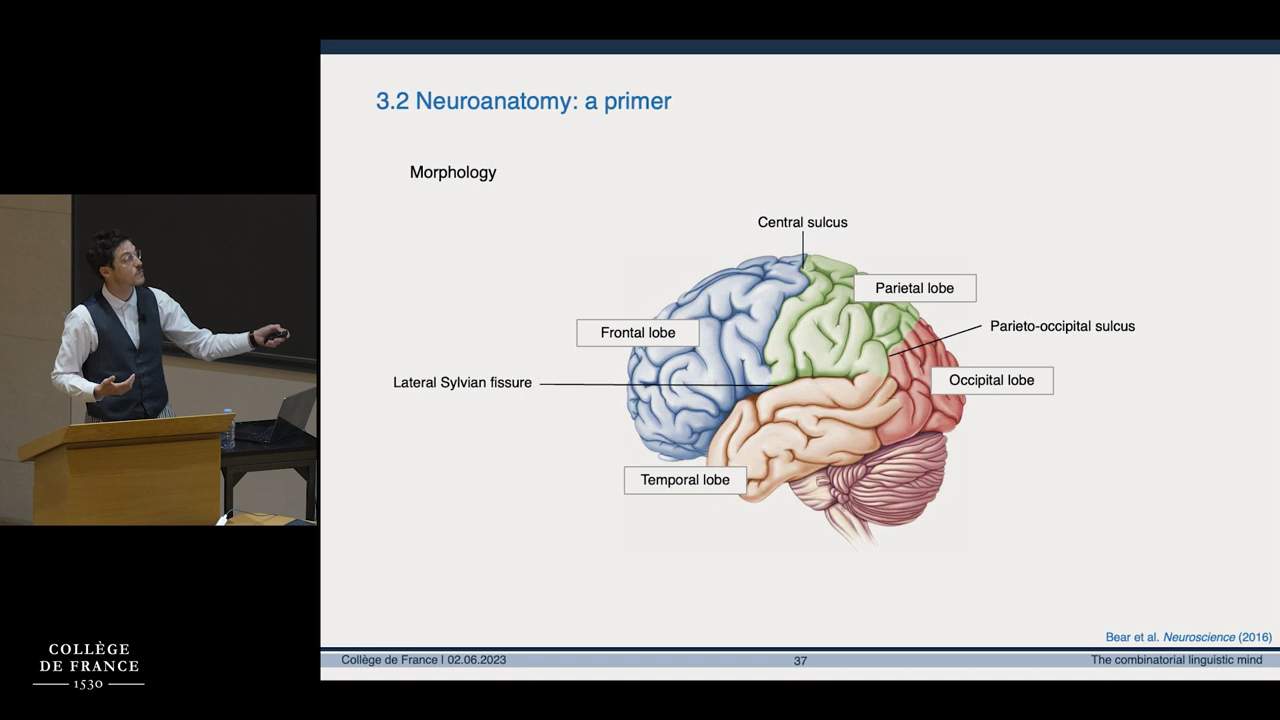 3.2 Neuroanatomy: a primer
Morphology
Central sulcus
Parietal lobe
Frontal lobe
Parieto-occipital sulcus
Lateral Sylvian fissure
Occipital lobe
Temporal lobe
Bear et al. Neuroscience (2016)
Collège de France I 02.06.2023
37
The combinatorial linguistic mind
COLLÈGE
DE FRANCE
1530